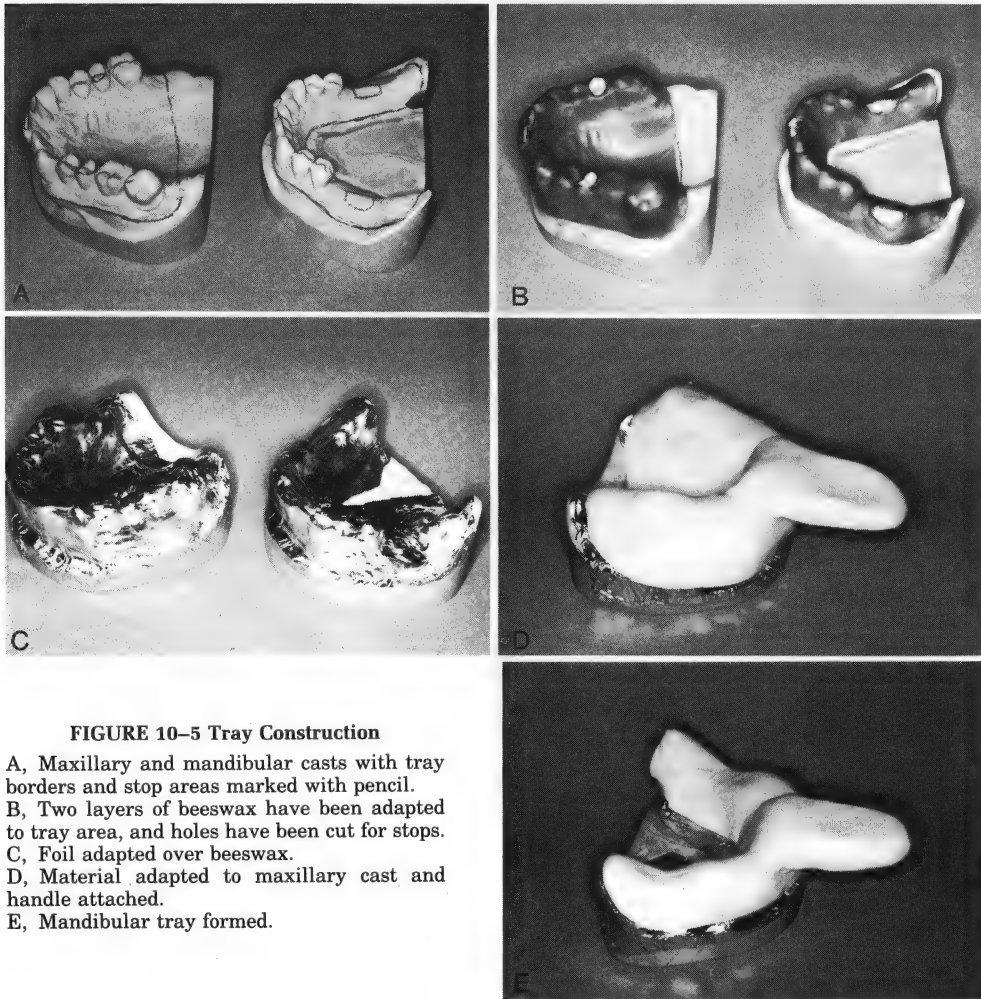 A
B
C
D
FIGURE 10–5 Tray Construction
A, Maxillary and mandibular casts with tray
borders and stop areas marked with pencil.
B, Two layers of beeswax have been adapted
to tray area, and holes have been cut for stops.
C, Foil adapted over beeswax.
D, Material adapted to maxillary cast and
handle attached.
E, Mandibular tray formed.
E